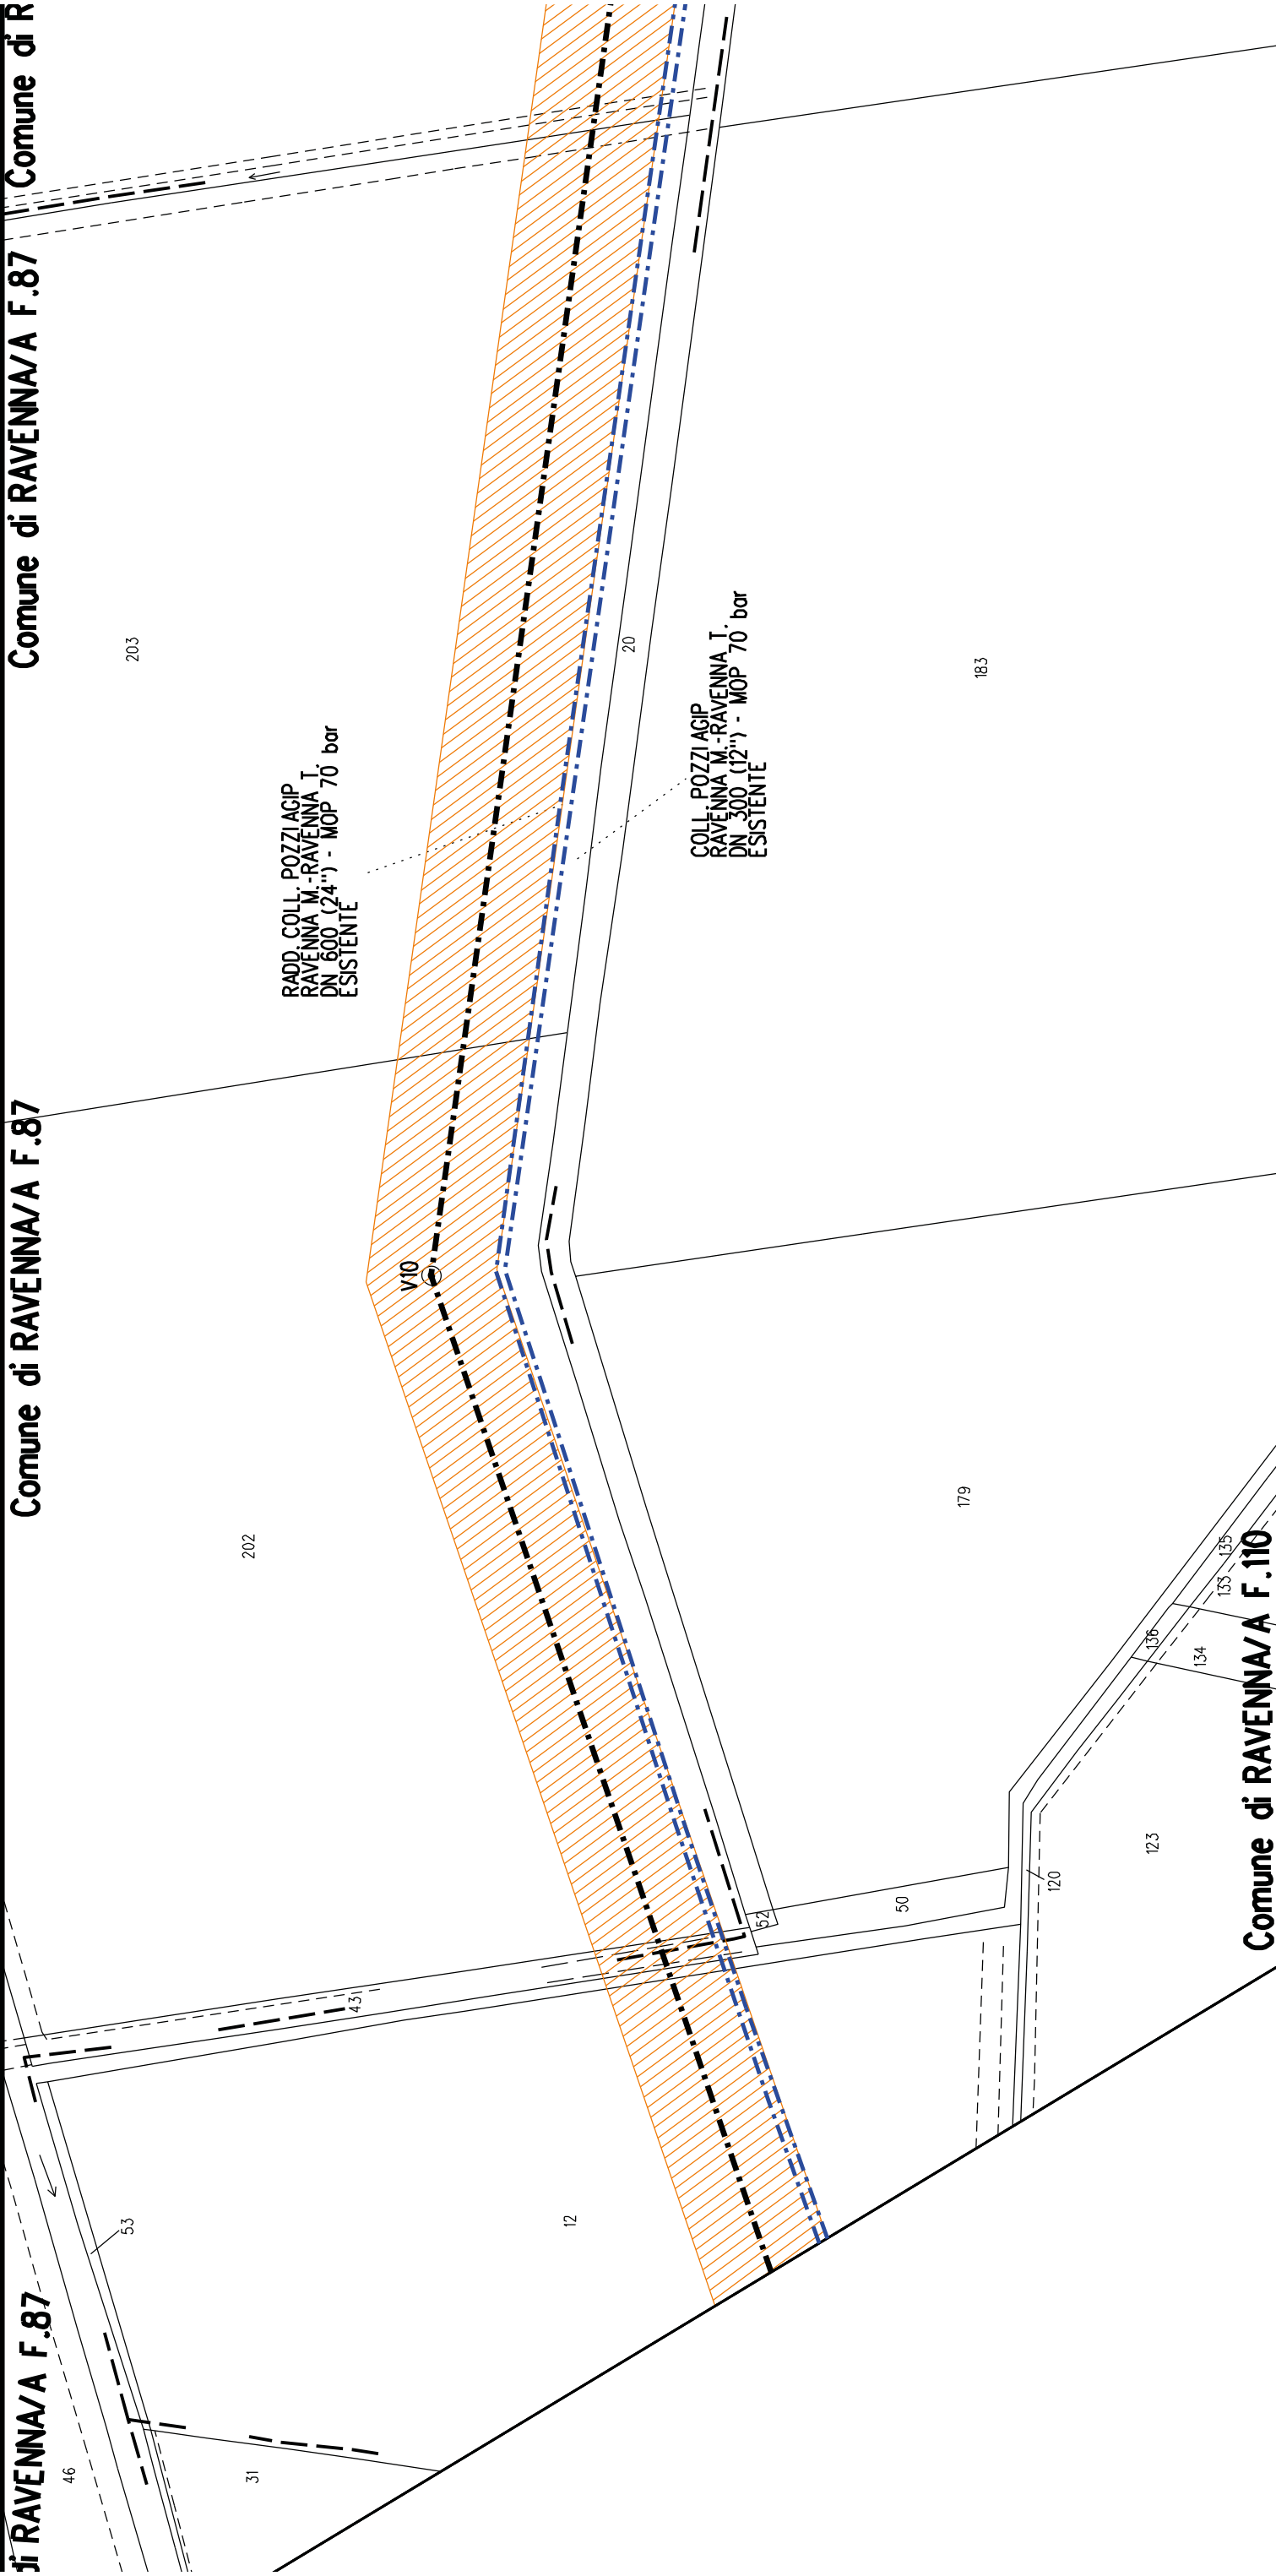 di RAVENNA/A F.87
Comune di RAVENNA/A F.87
Comune di RAVENNA/A F.87
Comune di R
46
53
31
43
12
202
203
V10
RADD. COLL. POZZI AGIP
RAVENNA M.-RAVENNA T.
DN 600 (24") - MOP 70 bar
ESISTENTE
20
COLL. POZZI AGIP
RAVENNA M.-RAVENNA T.
DN 300 (12") - MOP 70 bar
ESISTENTE
52
50
179
183
120
123
136
134
133
135
Comune di RAVENNA/A F.110